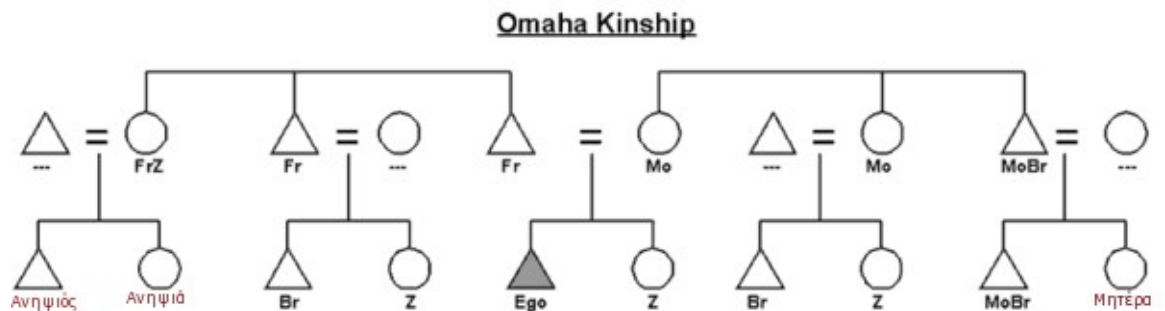 Omaha Kinship
--- = FrZ Fr = --- Fr = Mo --- = Mo MoBr = ---
Ανηψιός Ανηψιά Br Z Ego Z Br Z MoBr Μητέρα